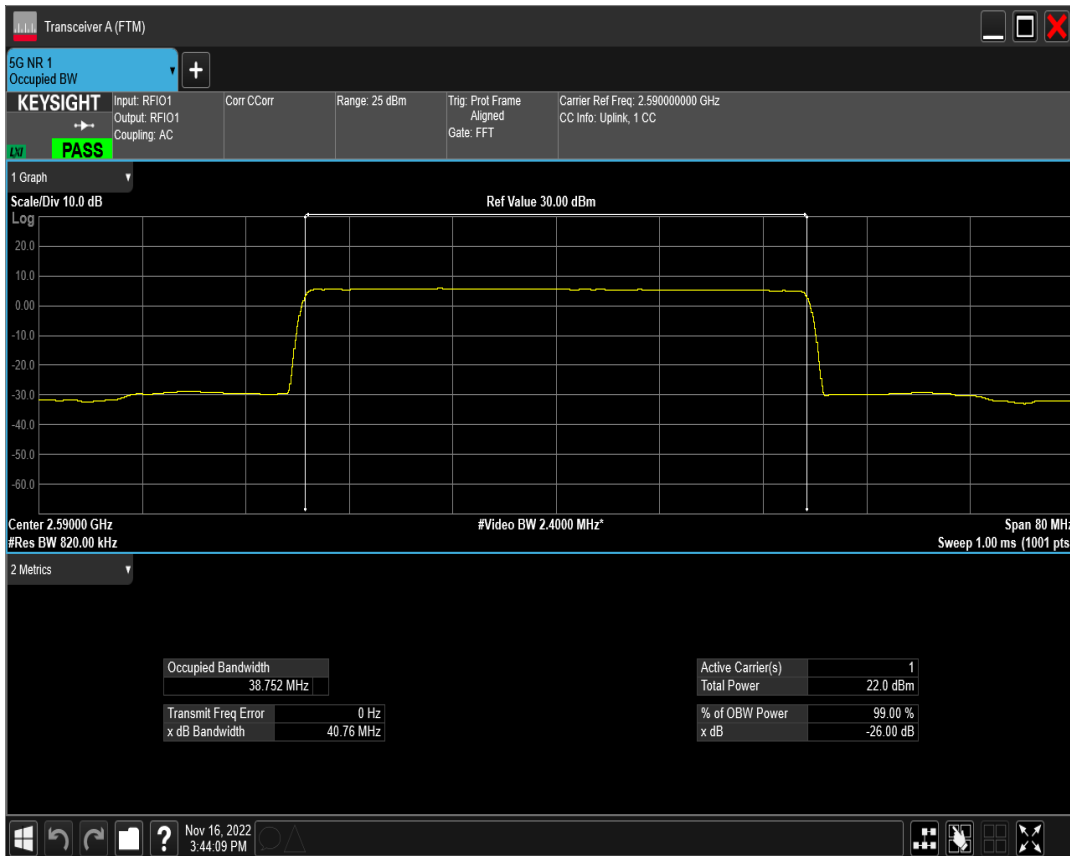 Transceiver A (FTM)
5G NR 1
Occupied BW
+
KEYSIGHT
LXI
PASS
Input: RFIO1
Output: RFIO1
Coupling: AC
Corr CCorr
Range: 25 dBm
Trig: Prot Frame
Aligned
Gate: FFT
Carrier Ref Freq: 2.590000000 GHz
CC Info: Uplink, 1 CC
1 Graph
Scale/Div 10.0 dB
Ref Value 30.00 dBm
Log
20.0
10.0
0.00
-10.0
-20.0
-30.0
-40.0
-50.0
-60.0
Center 2.59000 GHz
#Video BW 2.4000 MHz*
Span 80 MHz
#Res BW 820.00 kHz
Sweep 1.00 ms (1001 pts
2 Metrics
Occupied Bandwidth
38.752 MHz
Transmit Freq Error 0 Hz
x dB Bandwidth 40.76 MHz
Active Carrier(s) 1
Total Power 22.0 dBm
% of OBW Power 99.00 %
x dB -26.00 dB
?
Nov 16, 2022
3:44:09 PM